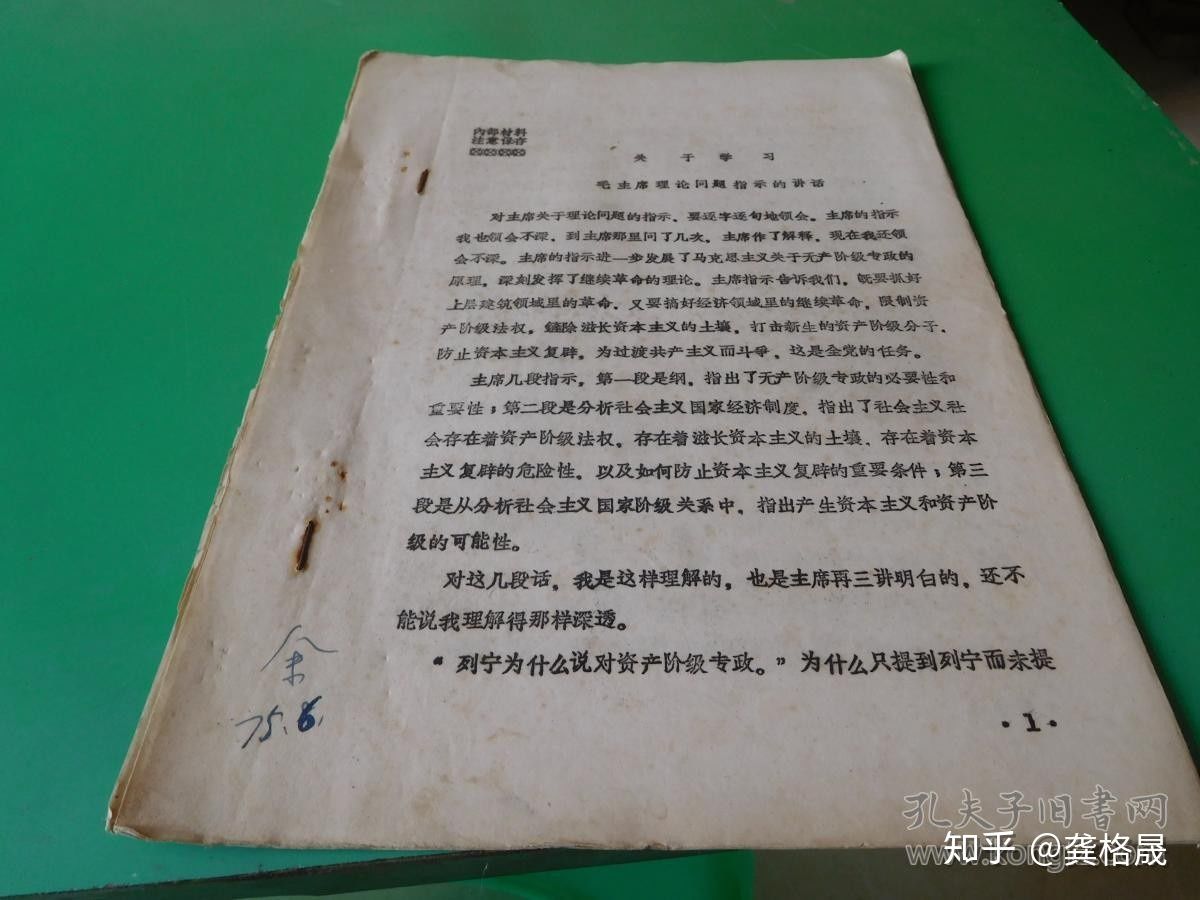 内部材料
注意保存
关于学习
毛主席理论问题指示的讲话
对主席关于理论问题的指示，要逐字逐句地领会。主席的指示
我也领会不深，到主席那里问了几次，主席作了解释，现在我还领
会不深。主席的指示进一步发展了马克思主义关于无产阶级专政的
原理，深刻发挥了继续革命的理论。主席指示告诉我们，既要抓好
上层建筑领域里的革命，又要搞好经济领域里的继续革命，限制资
产阶级法权，铲除滋长资本主义的土壤，打击新生的资产阶级分子，
防止资本主义复辟，为过渡共产主义而斗争，这是全党的任务。
主席几段指示，第一段是纲，指出了无产阶级专政的必要性和
重要性；第二段是分析社会主义国家经济制度，指出了社会主义社
会存在着资产阶级法权，存在着滋长资本主义的土壤，存在着资本
主义复辟的危险性，以及如何防止资本主义复辟的重要条件；第三
段是从分析社会主义国家阶级关系中，指出产生资本主义和资产阶
级的可能性。
对这几段话，我是这样理解的，也是主席再三讲明白的，还不
能说我理解得那样深透。
“列宁为什么说对资产阶级专政。”为什么只提到列宁而未提
·1·
余
75.6.
孔夫子旧书网
知乎 @龚格晟